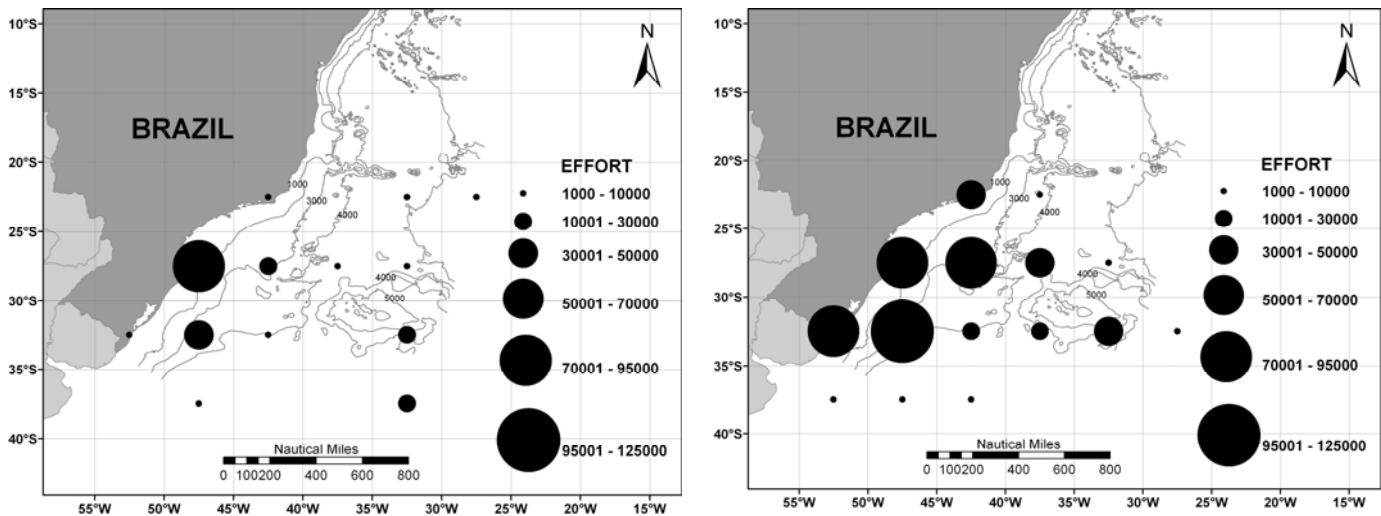 10°S
15°S
20°S
25°S
30°S
35°S
40°S
N
BRAZIL
1000
3000
4000
4000
5000
EFFORT
1000 - 10000
10001 - 30000
30001 - 50000
50001 - 70000
70001 - 95000
95001 - 125000
Nautical Miles
0 100200 400 600 800
55°W 50°W 45°W 40°W 35°W 30°W 25°W 20°W 15°W
10°S
15°S
20°S
25°S
30°S
35°S
40°S
N
BRAZIL
1000
3000
4000
4000
5000
EFFORT
1000 - 10000
10001 - 30000
30001 - 50000
50001 - 70000
70001 - 95000
95001 - 125000
Nautical Miles
0 100200 400 600 800
55°W 50°W 45°W 40°W 35°W 30°W 25°W 20°W 15°W